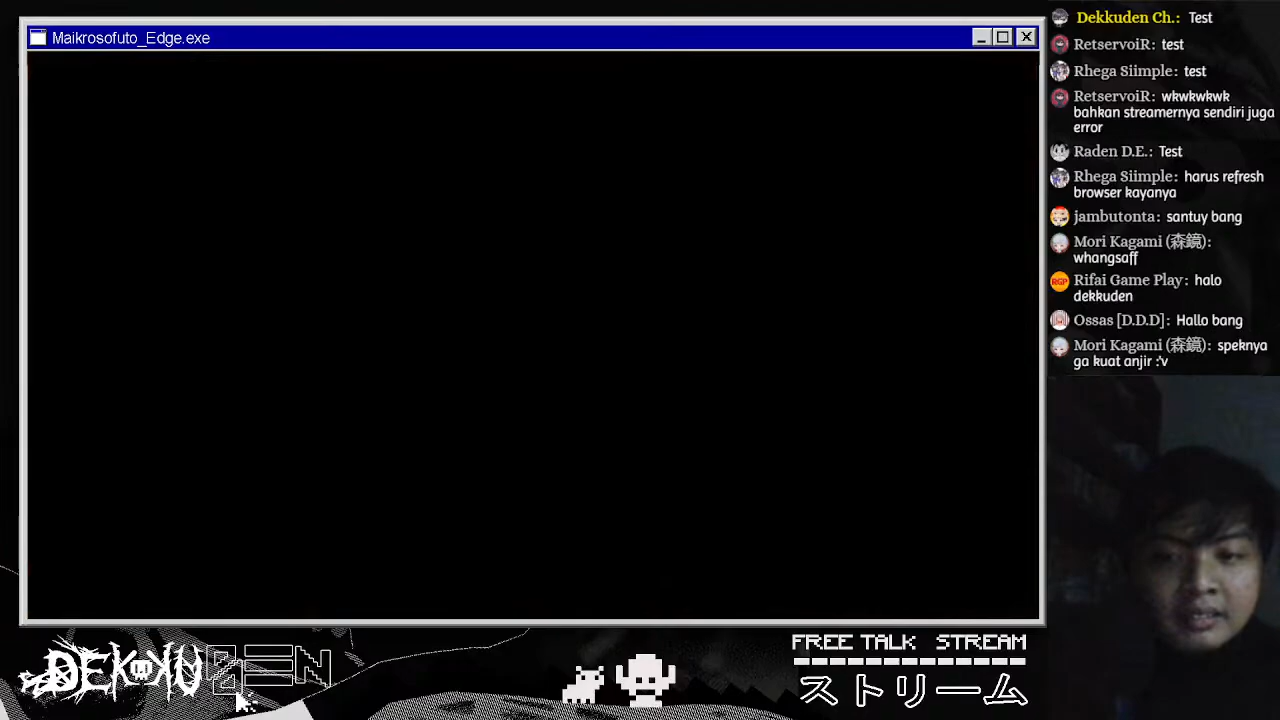 Maikrosofuto_Edge.exe
Dekkuden Ch.: Test
RetservoiR: test
Rhega Siimple: test
RetservoiR: wkwkwkwk
bahkan streamernya sendiri juga
error
Raden D.E.: Test
Rhega Siimple: harus refresh
browser kayanya
jambutonta: santuy bang
Mori Kagami (森鏡):
whangsaff
RGP
Rifai Game Play: halo
dekkuden
Ossas [D.D.D]: Hallo bang
Mori Kagami (森鏡): speknya
ga kuat anjir :'v
DEKKU DEN
FREE TALK STREAM
ストリーム